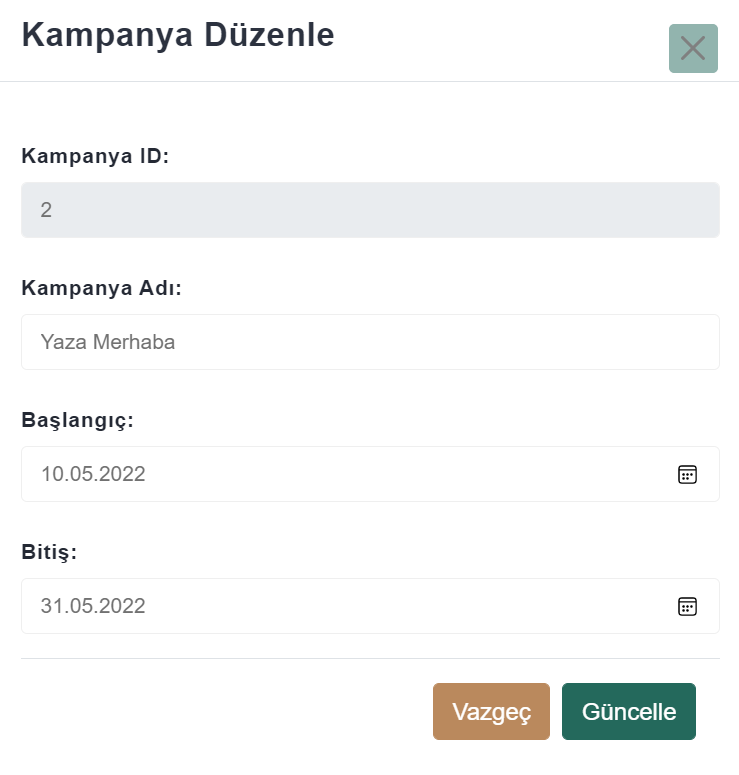 Kampanya Düzenle
Kampanya ID:
2
Kampanya Adı:
Yaza Merhaba
Başlangıç:
10.05.2022
Bitiş:
31.05.2022
Vazgeç Güncelle